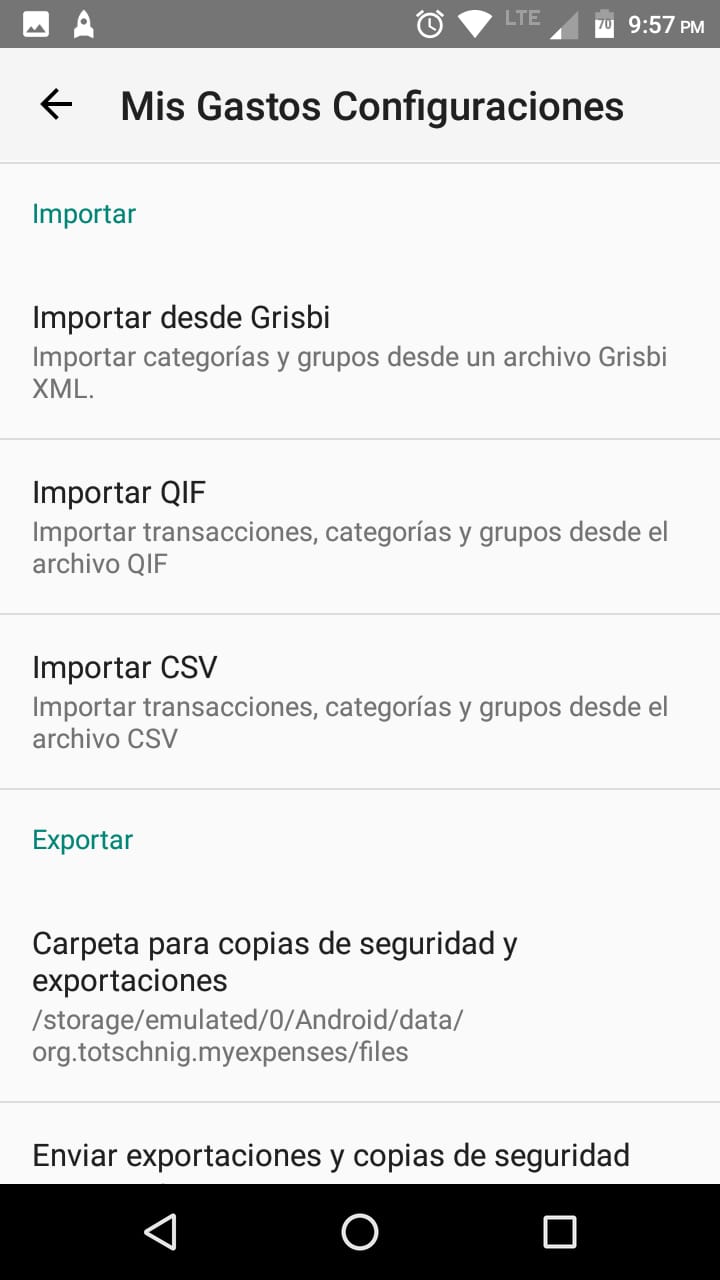 LTE 70 9:57 PM
Mis Gastos Configuraciones
Importar
Importar desde Grisbi
Importar categorías y grupos desde un archivo Grisbi
XML.
Importar QIF
Importar transacciones, categorías y grupos desde el
archivo QIF
Importar CSV
Importar transacciones, categorías y grupos desde el
archivo CSV
Exportar
Carpeta para copias de seguridad y
exportaciones
/storage/emulated/0/Android/data/
org.totschnig.myexpenses/files
Enviar exportaciones y copias de seguridad